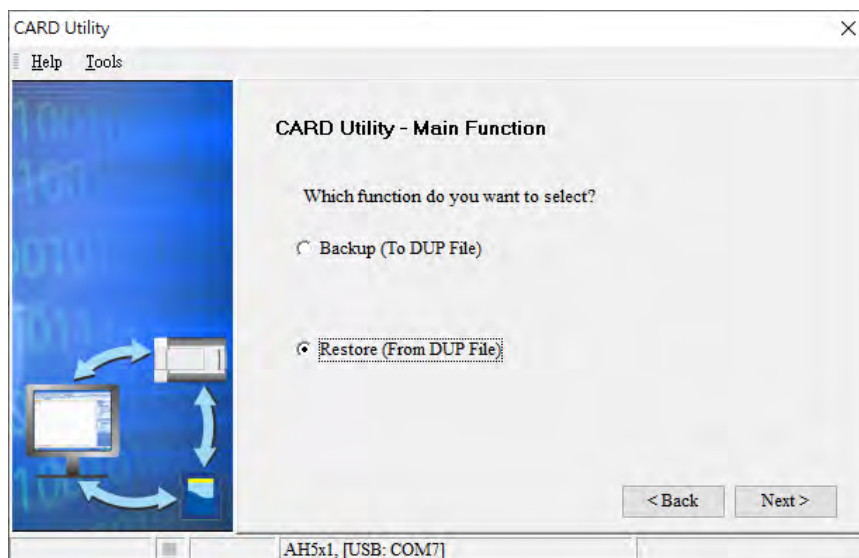 CARD Utility
Help Tools
CARD Utility - Main Function
Which function do you want to select?
Backup (To DUP File)
Restore (From DUP File)
< Back Next >
AH5x1, [USB: COM7]